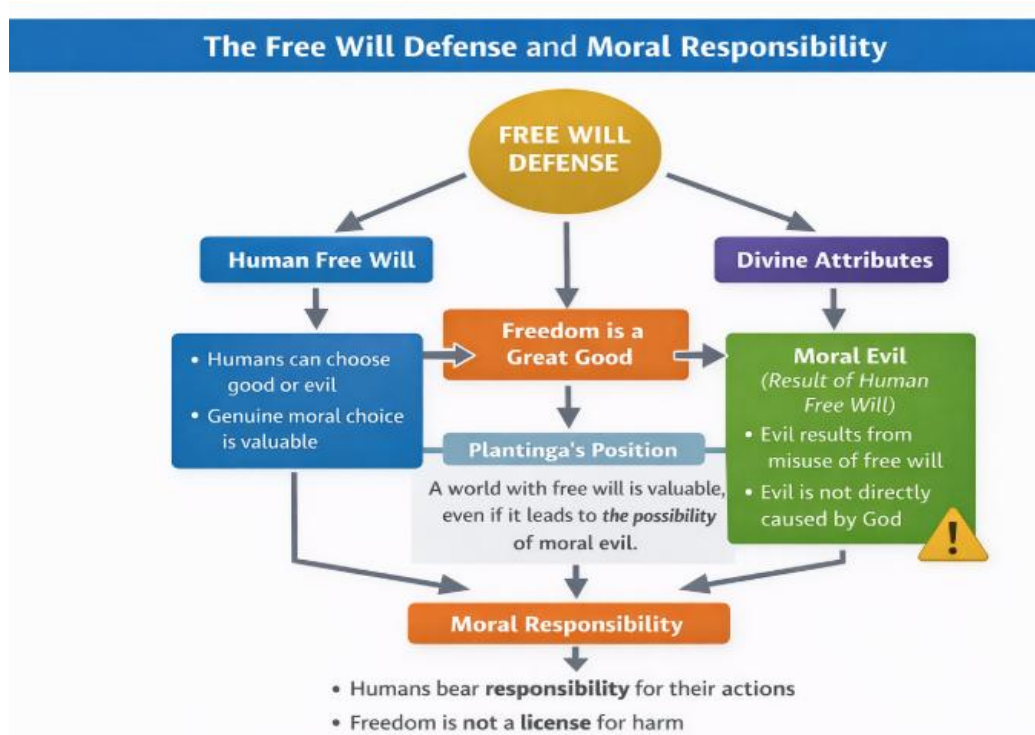 The Free Will Defense and Moral Responsibility
FREE WILL
DEFENSE
Human Free Will
Divine Attributes
• Humans can choose
good or evil
• Genuine moral choice
is valuable
Freedom is a
Great Good
Moral Evil
(Result of Human
Free Will)
• Evil results from
misuse of free will
• Evil is not directly
caused by God
!
Plantinga's Position
A world with free will is valuable,
even if it leads to the possibility
of moral evil.
Moral Responsibility
• Humans bear responsibility for their actions
• Freedom is not a license for harm